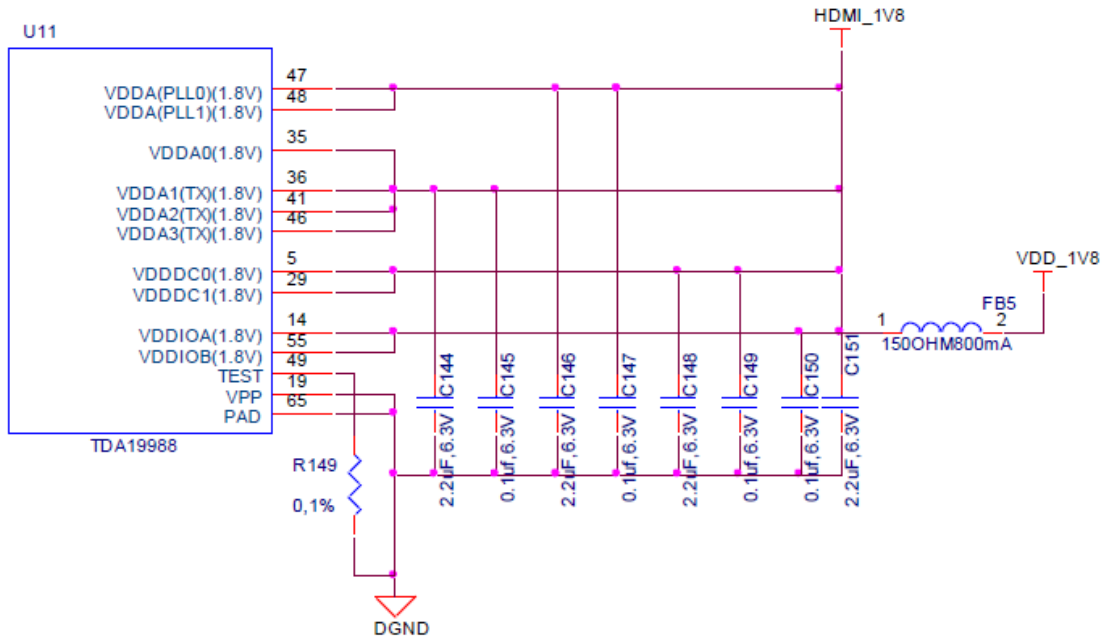 HDMI_1V8
U11
47
VDDA(PLL0)(1.8V)
48
VDDA(PLL1)(1.8V)
35
VDDA0(1.8V)
36
VDDA1(TX)(1.8V)
41
VDDA2(TX)(1.8V)
46
VDDA3(TX)(1.8V)
5
VDDDC0(1.8V)
29
VDDDC1(1.8V)
VDD_1V8
14
VDDIOA(1.8V)
55
VDDIOB(1.8V)
49
TEST
19
VPP
65
PAD
TDA19988
FB5
1
2
150OHM800mA
C144
2.2uF,6.3V
C145
0.1uf,6.3V
C146
2.2uF,6.3V
C147
0.1uf,6.3V
C148
2.2uF,6.3V
C149
0.1uf,6.3V
C150
0.1uf,6.3V
C151
2.2uF,6.3V
R149
0,1%
DGND